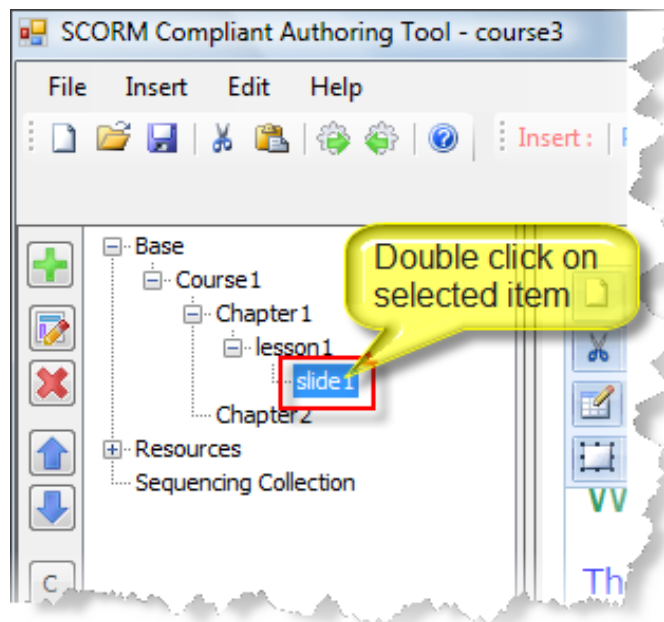 SCORM Compliant Authoring Tool - course3
File Insert Edit Help
Insert :
Base
Course1
Chapter1
lesson1
slide1
Chapter2
Resources
Sequencing Collection
Double click on
selected item
C
Th